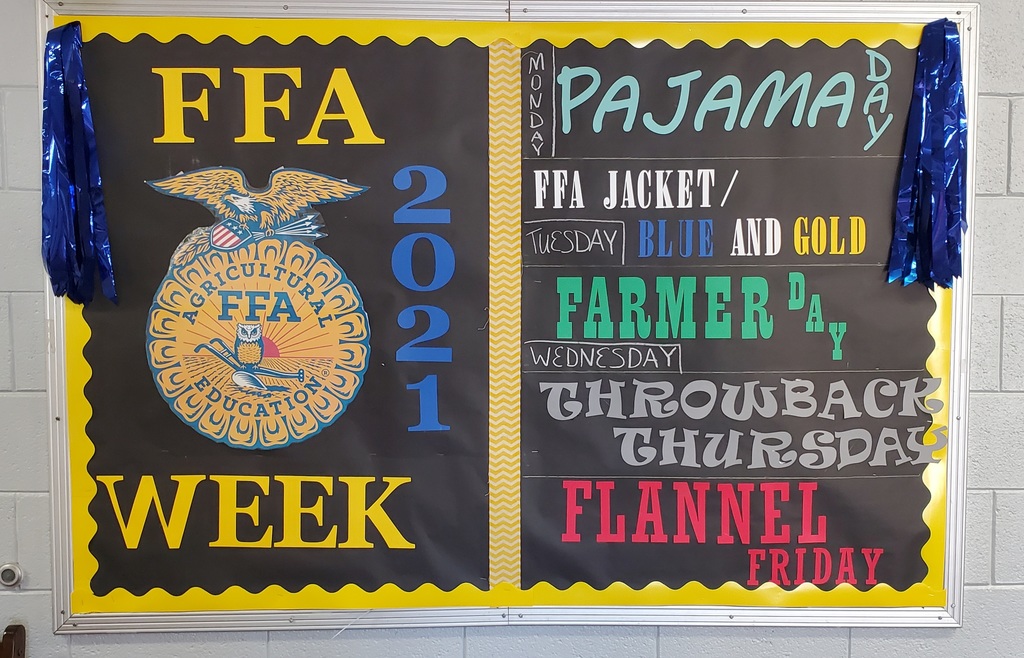 FFA
2021
AGRICULTURAL
FFA
EDUCATION®
WEEK
MONDAY
PAJAMA DAY
FFA JACKET/
TUESDAY BLUE AND GOLD
FARMER DAY
WEDNESDAY
THROWBACK
THURSDAY
FLANNEL
FRIDAY